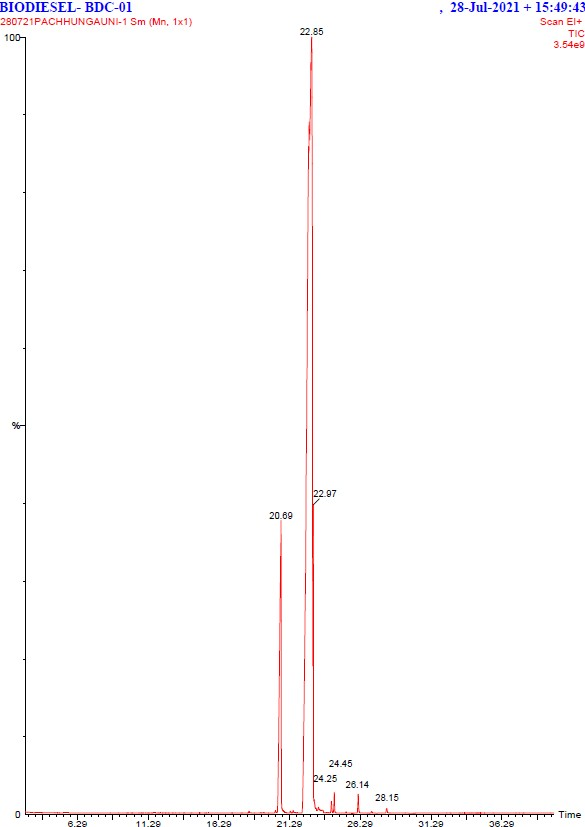 BIODIESEL- BDC-01 , 28-Jul-2021 + 15:49:43
280721PACHHUNGAUNI-1 Sm (Mn, 1x1) Scan EI+
TIC
3.54e9
100
22.85
%
22.97
20.69
24.45
24.25
26.14
28.15
0
Time
6.29 11.29 16.29 21.29 26.29 31.29 36.29